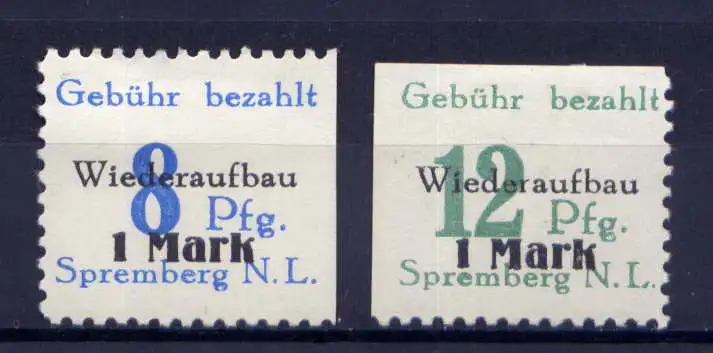 Gebühr bezahlt
Wiederaufbau
8 Pfg.
1 Mark
Spremberg N.L.
Gebühr bezahlt
Wiederaufbau
12 Pfg.
1 Mark
Spremberg N.L.